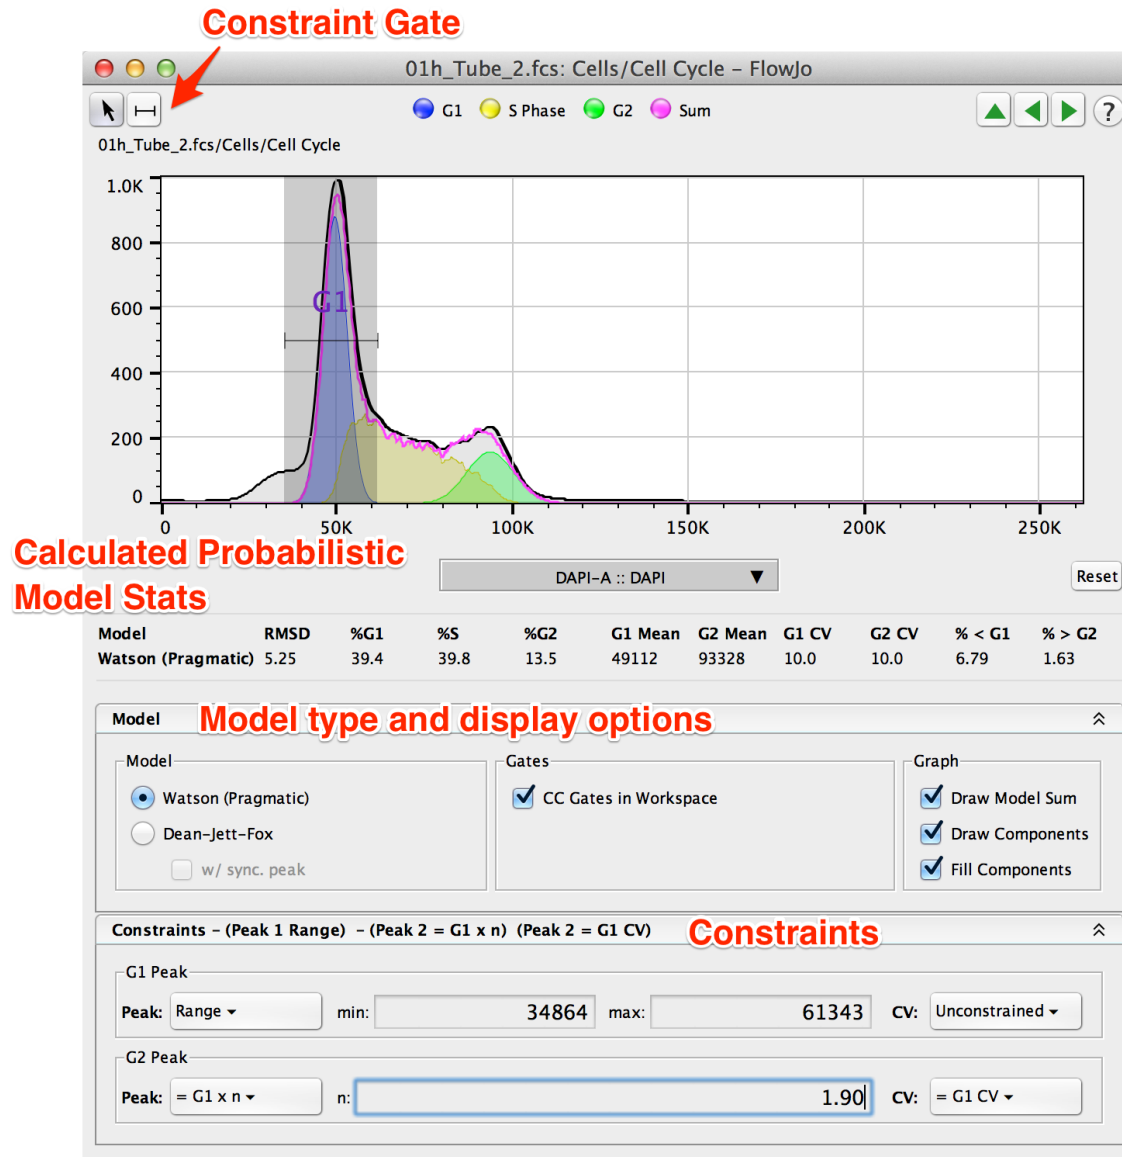 Constraint Gate
01h_Tube_2.fcs: Cells/Cell Cycle - FlowJo
G1 S Phase G2 Sum
?
01h_Tube_2.fcs/Cells/Cell Cycle
1.0K
800
600
400
200
0
G1
0 50K 100K 150K 200K 250K
Calculated Probabilistic
Model Stats
DAPI-A :: DAPI
Reset
Model RMSD %G1 %S %G2 G1 Mean G2 Mean G1 CV G2 CV % < G1 % > G2
Watson (Pragmatic) 5.25 39.4 39.8 13.5 49112 93328 10.0 10.0 6.79 1.63
Model
Model type and display options
Model Gates Graph
Watson (Pragmatic) CC Gates in Workspace Draw Model Sum
Dean-Jett-Fox Draw Components
w/ sync. peak Fill Components
Constraints - (Peak 1 Range) - (Peak 2 = G1 x n) (Peak 2 = G1 CV)
Constraints
G1 Peak
Peak: Range min: 34864 max: 61343 CV: Unconstrained
G2 Peak
Peak: = G1 x n n: 1.90 CV: = G1 CV